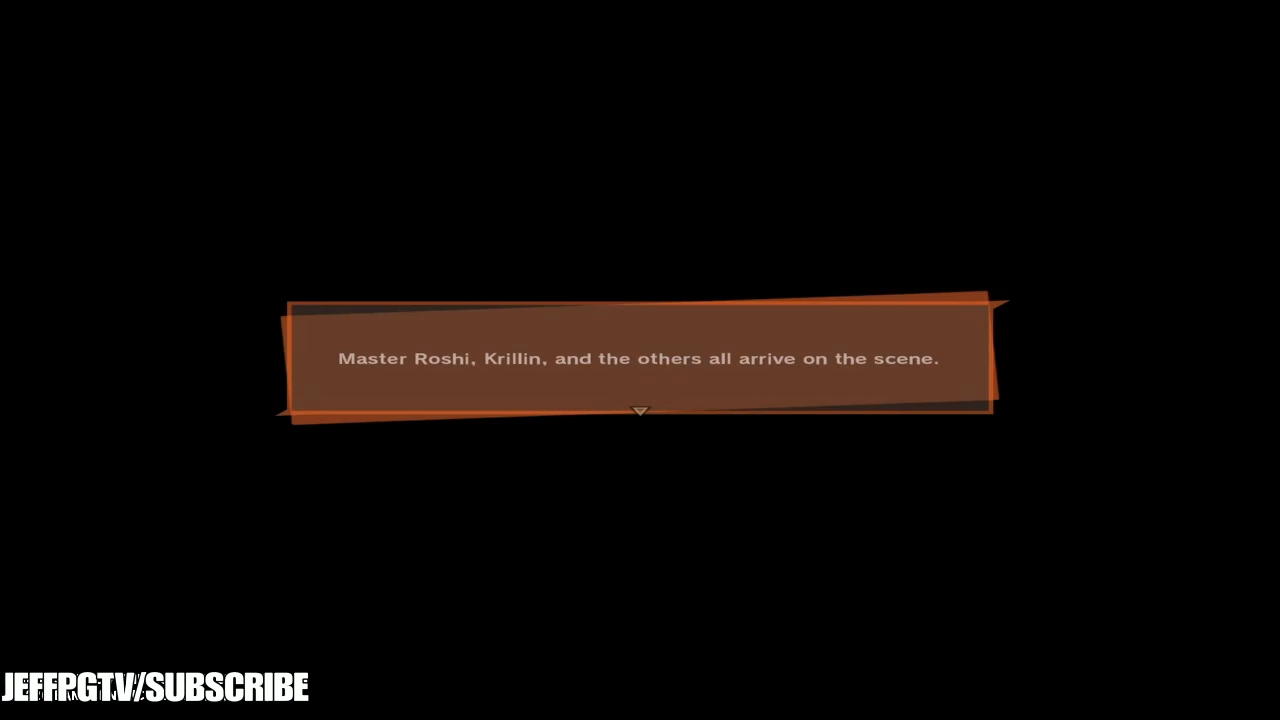 Master Roshi, Krillin, and the others all arrive on the scene.
JEFFPGTV/SUBSCRIBE